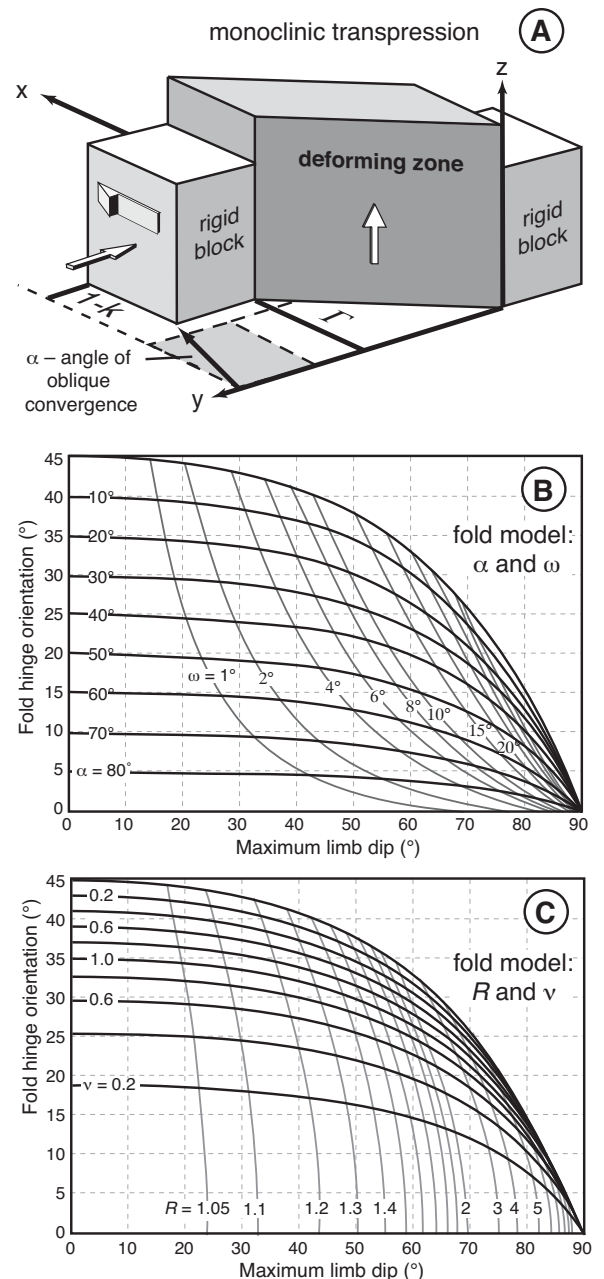 monoclinic transpression
A
x
z
deforming zone
rigid
block
rigid
block
1-k
Γ
α – angle of
oblique
convergence
y
B
fold model:
α and ω
Fold hinge orientation (°)
45
40
35
30
25
20
15
10
5
0
10°
20°
30°
40°
50°
60°
70°
α = 80°
ω = 1°
2°
4°
6°
8°
10°
15°
20°
0 10 20 30 40 50 60 70 80 90
Maximum limb dip (°)
C
fold model:
R and ν
Fold hinge orientation (°)
45
40
35
30
25
20
15
10
5
0
0.2
0.6
1.0
0.6
ν = 0.2
R = 1.05 1.1 1.2 1.3 1.4 2 3 4 5
0 10 20 30 40 50 60 70 80 90
Maximum limb dip (°)